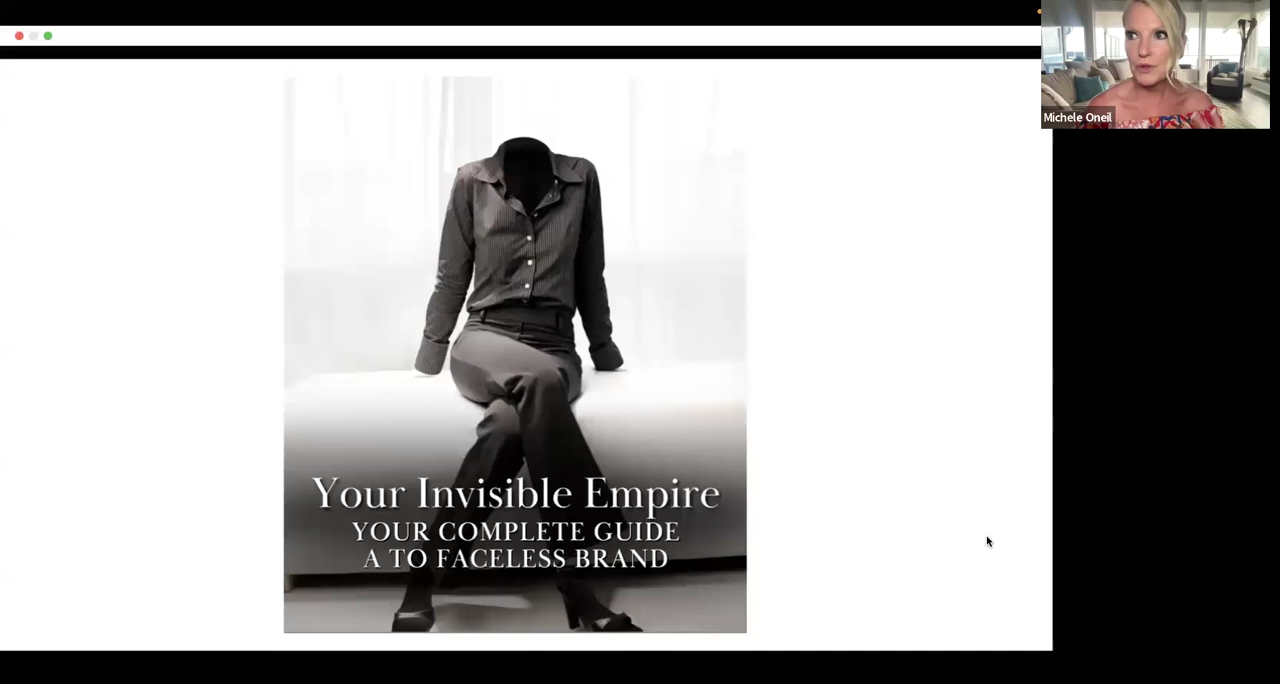 Michele Oneil
Your Invisible Empire
YOUR COMPLETE GUIDE
A TO FACELESS BRAND